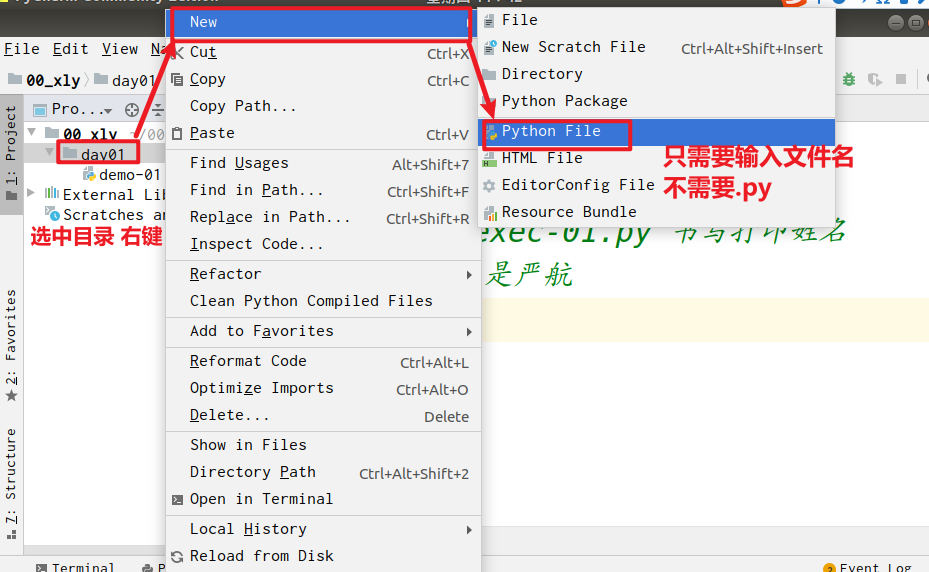 Community Edition
File Edit View
00_xly day01
Pro...
1: Project
00_xly
day01
demo-01
External Lib
Scratches an
选中目录 右键
2: Favorites
7: Structure
New
Cut Ctrl+X
Copy Ctrl+C
Copy Path...
Paste Ctrl+V
Find Usages Alt+Shift+7
Find in Path... Ctrl+Shift+F
Replace in Path... Ctrl+Shift+R
Inspect Code...
Refactor
Clean Python Compiled Files
Add to Favorites
Reformat Code Ctrl+Alt+L
Optimize Imports Ctrl+Alt+O
Delete... Delete
Show in Files
Directory Path Ctrl+Alt+Shift+2
Open in Terminal
Local History
Reload from Disk
File
New Scratch File Ctrl+Alt+Shift+Insert
Directory
Python Package
Python File
HTML File
EditorConfig File
Resource Bundle
只需要输入文件名
不需要.py
exec-01.py 书写打印姓名
是严航
Terminal
Event Log